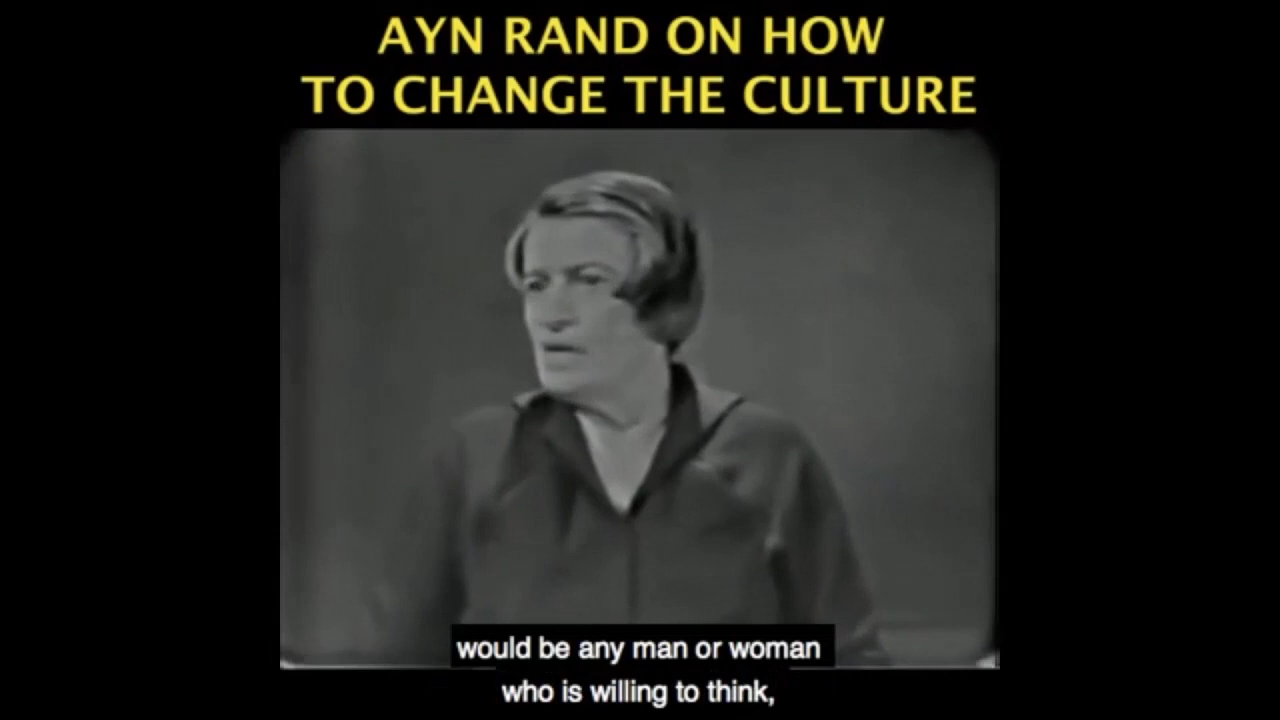 AYN RAND ON HOW
TO CHANGE THE CULTURE
would be any man or woman
who is willing to think,